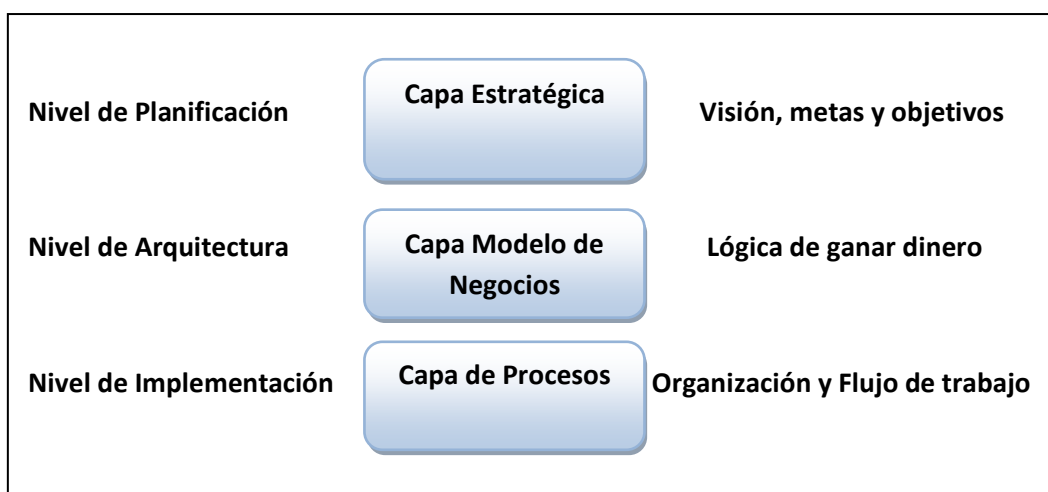 Nivel de Planificación
Capa Estratégica
Visión, metas y objetivos
Nivel de Arquitectura
Capa Modelo de
Negocios
Lógica de ganar dinero
Nivel de Implementación
Capa de Procesos
Organización y Flujo de trabajo